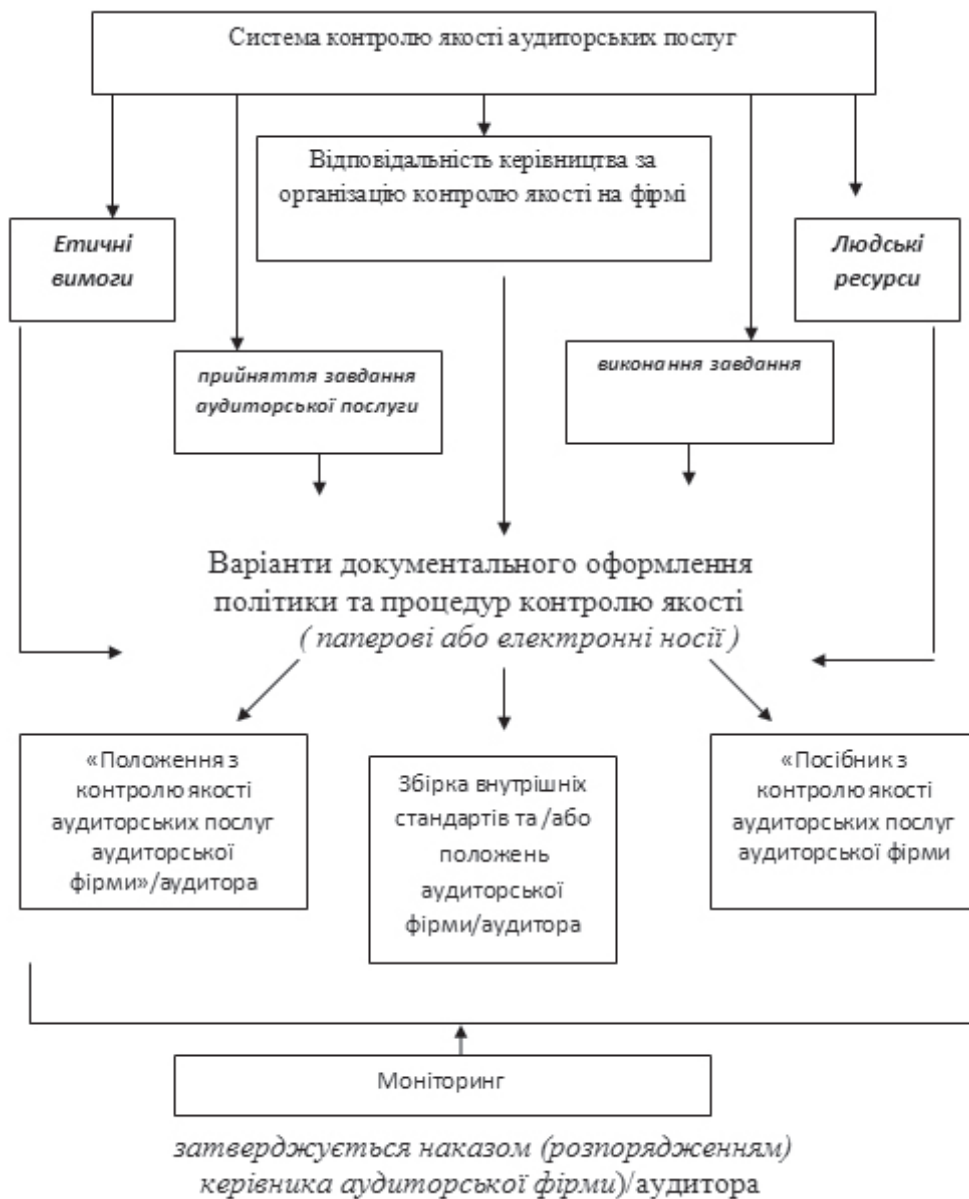 Система контролю якості аудиторських послуг
Відповідальність керівництва за
організацію контролю якості на фірмі
Етичні
вимоги
Людські
ресурси
прийняття завдання
аудиторської послуги
виконання завдання
Варіанти документального оформлення
політики та процедур контролю якості
( паперові або електронні носії )
«Положення з
контролю якості
аудиторських послуг
аудиторської
фірми»/аудитора
Збірка внутрішніх
стандартів та /або
положень
аудиторської
фірми/аудитора
«Посібник з
контролю якості
аудиторських послуг
аудиторської фірми
Моніторинг
затверджується наказом (розпорядженням)
керівника аудиторської фірми)/аудитора